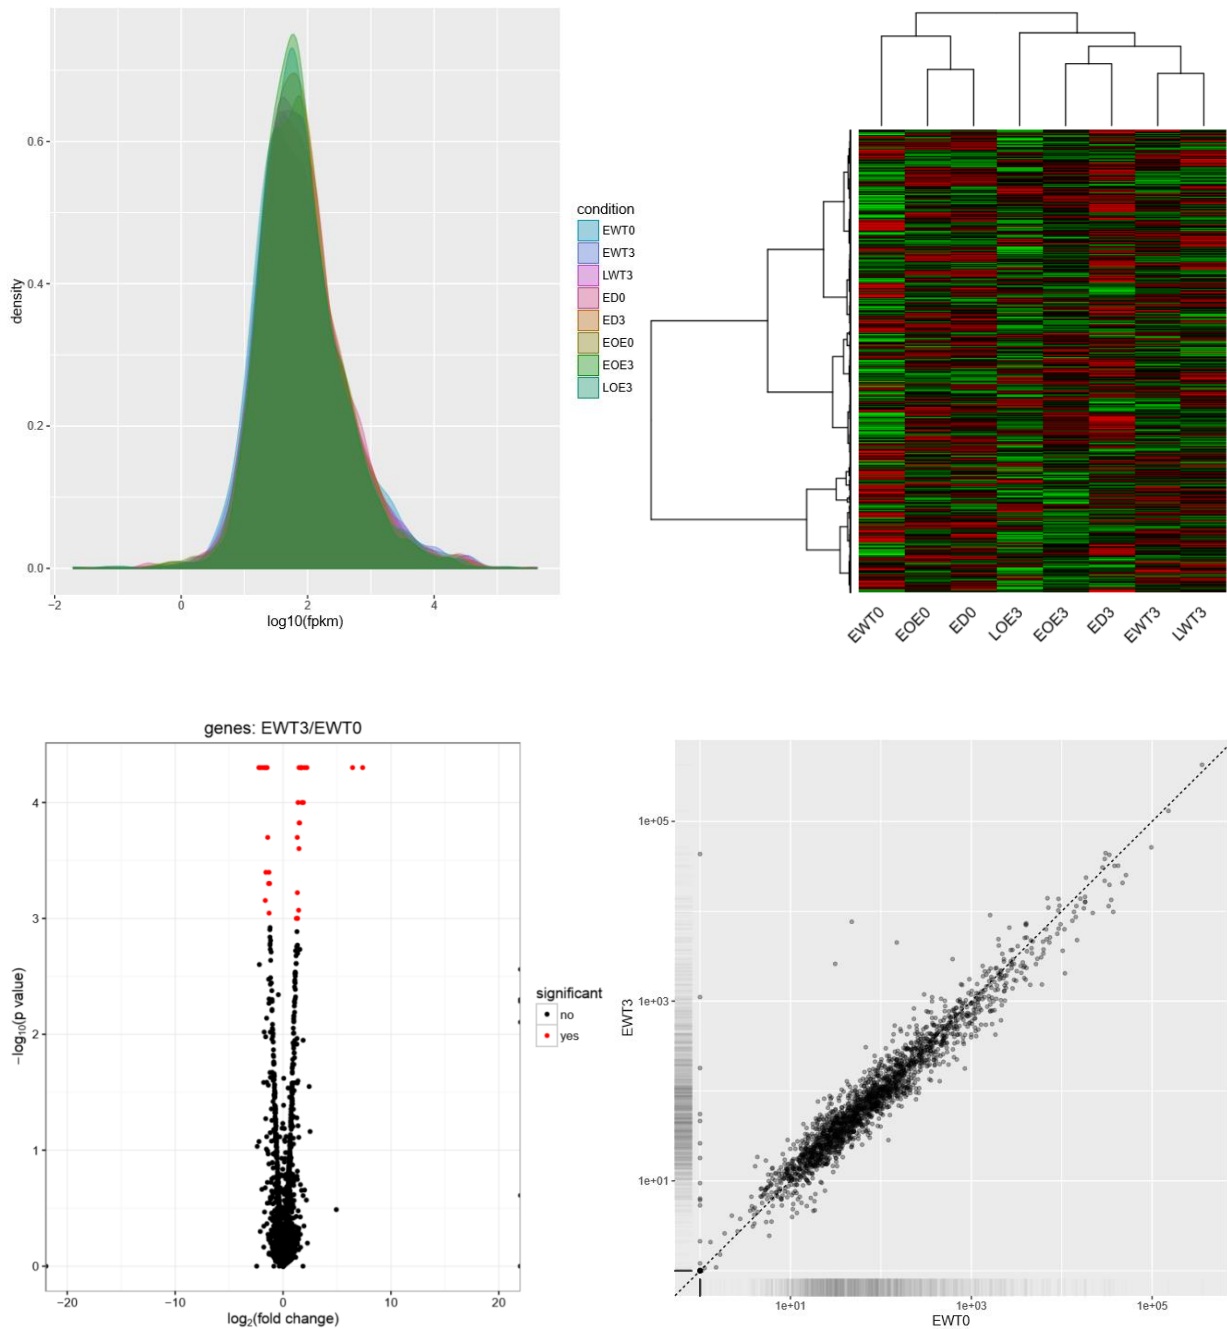 0.6
0.4
0.2
0.0
density
−2
0
2
4
log10(fpkm)
condition
EWT0
EWT3
LWT3
ED0
ED3
EOE0
EOE3
LOE3
EWT0
EOE0
ED0
LOE3
EOE3
ED3
EWT3
LWT3
genes: EWT3/EWT0
4
3
2
1
0
−log₁₀(p value)
−20
−10
0
10
20
log₂(fold change)
significant
no
yes
1e+05
1e+03
1e+01
EWT3
1e+01
1e+03
1e+05
EWT0